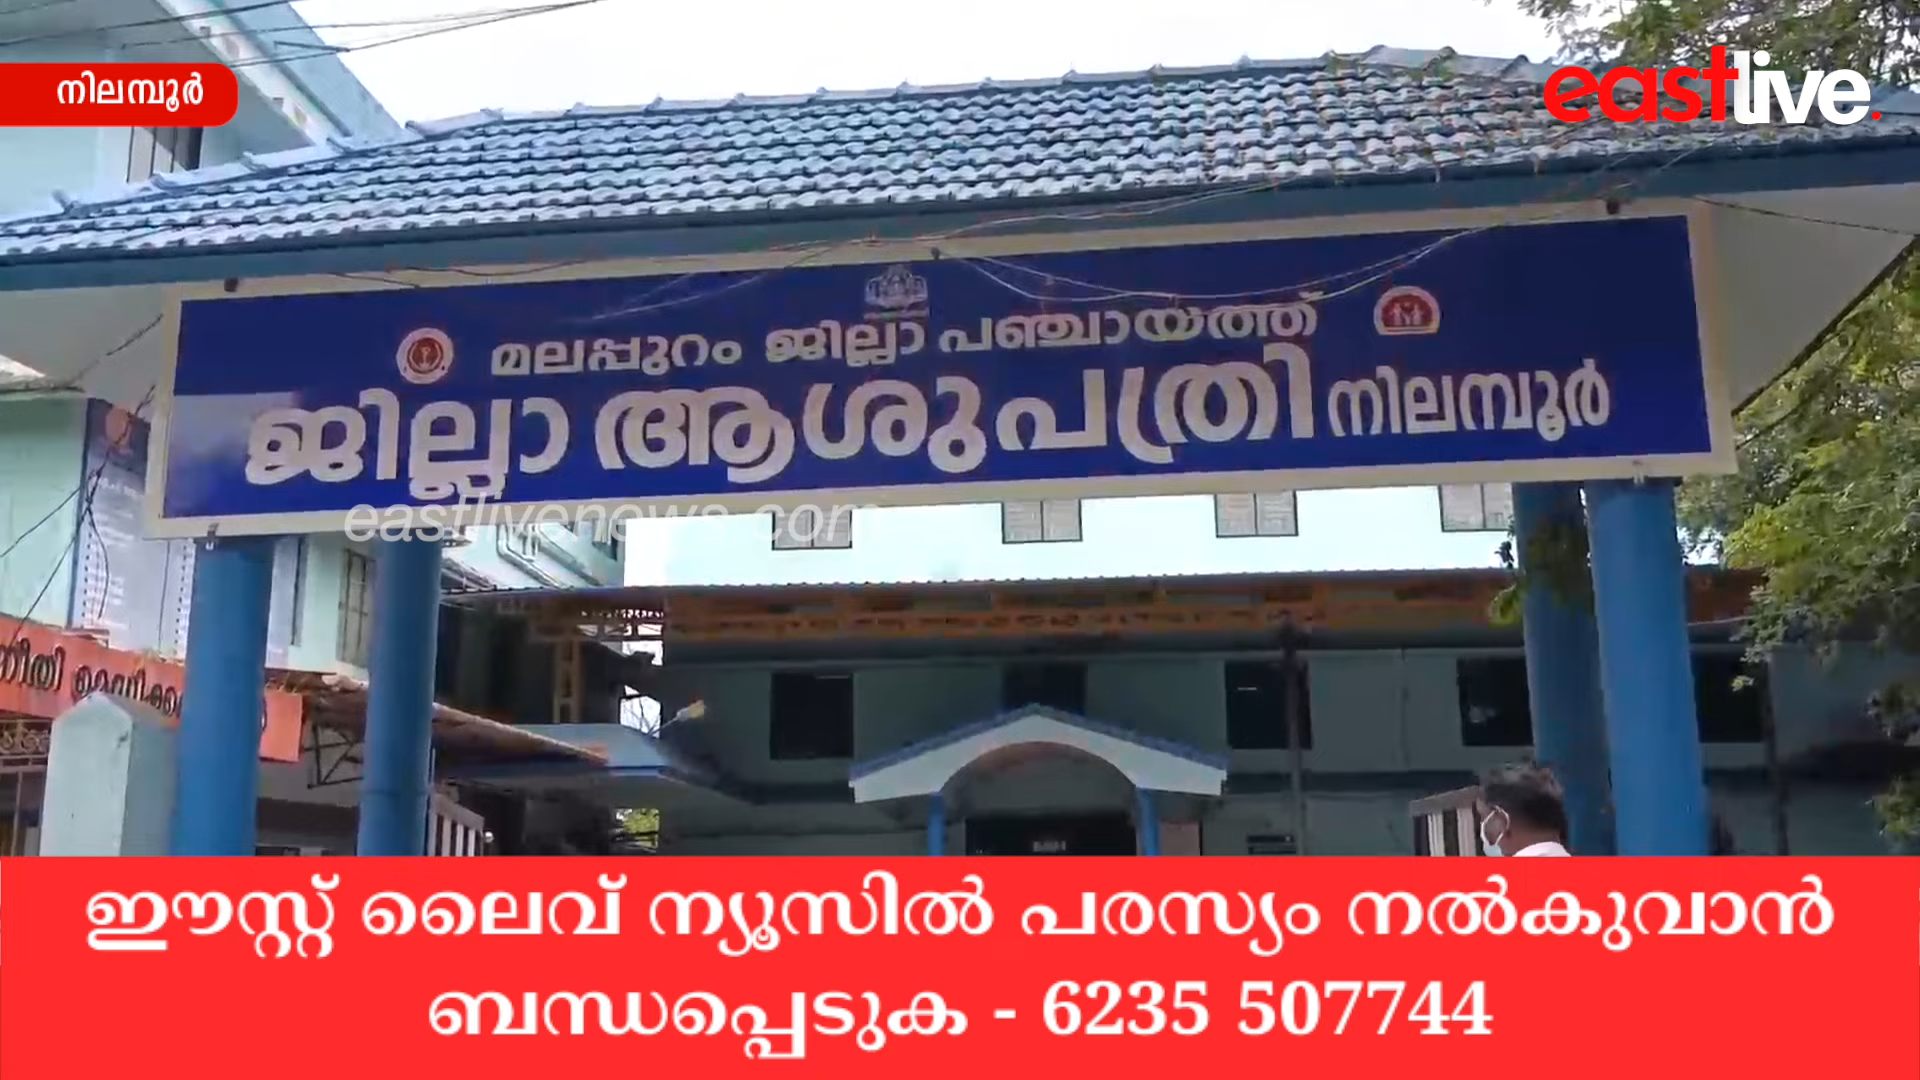 നിലമ്പൂർ
eastlive.
മലപ്പുറം ജില്ലാ പഞ്ചായത്ത്
ജില്ലാ ആശുപത്രി നിലമ്പൂർ
eastlivenews.com
നീതി
ഈസ്റ്റ് ലൈവ് ന്യൂസിൽ പരസ്യം നൽകുവാൻ
ബന്ധപ്പെടുക - 6235 507744